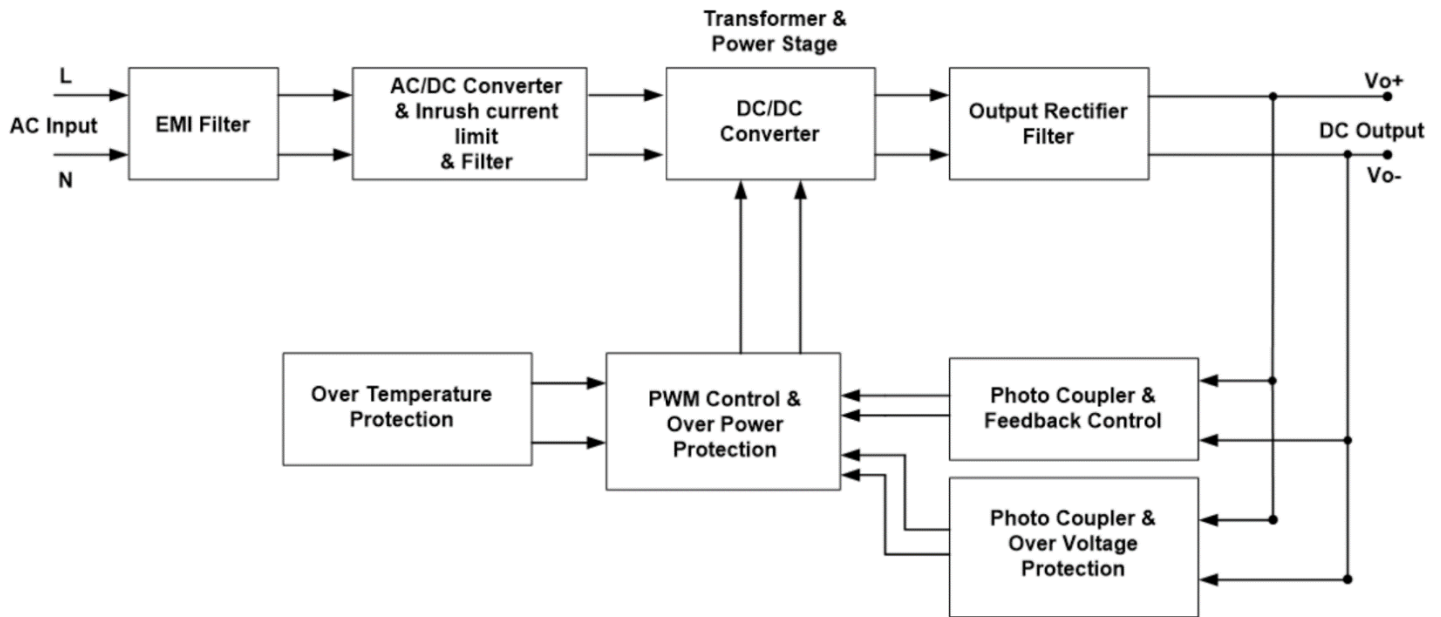 Transformer &
Power Stage
L
AC Input
N
EMI Filter
AC/DC Converter
& Inrush current
limit
& Filter
DC/DC
Converter
Output Rectifier
Filter
Vo+
DC Output
Vo-
Over Temperature
Protection
PWM Control &
Over Power
Protection
Photo Coupler &
Feedback Control
Photo Coupler &
Over Voltage
Protection